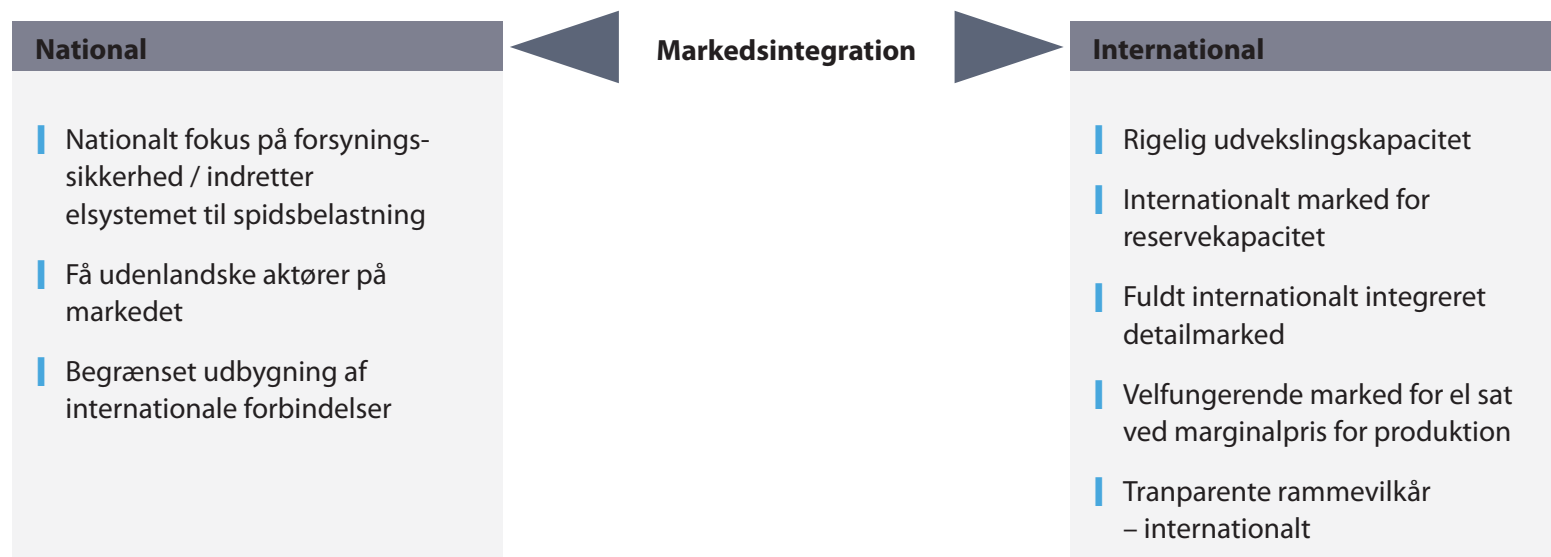 National
Markedsintegration
International
Nationalt fokus på forsynings-
sikkerhed / indretter
elsystemet til spidsbelastning
Få udenlandske aktører på
markedet
Begrænset udbygning af
internationale forbindelser
Rigelig udvekslingskapacitet
Internationalt marked for
reservekapacitet
Fuldt internationalt integreret
detailmarked
Velfungerende marked for el sat
ved marginalpris for produktion
Tranparente rammevilkår
– internationalt